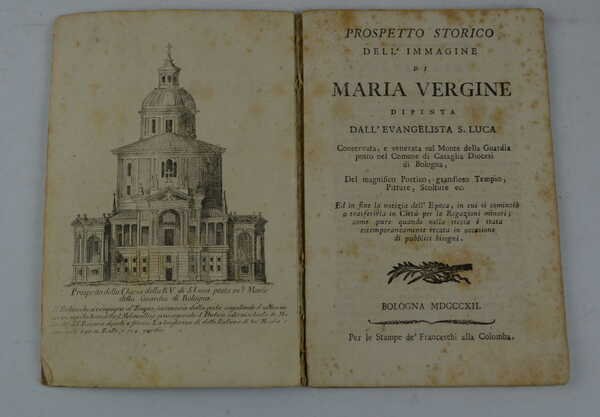 Prospetto della Chiesa della B.V. di S. Luca posta su'l Monte
della Guardia di Bologna.
PROSPETTO STORICO
DELL' IMMAGINE
DI
MARIA VERGINE
DIPINTA
DALL' EVANGELISTA S. LUCA
Conservata, e venerata sul Monte della Guardia
posto nel Comune di Casaglia Diocesi
di Bologna,
Del magnifico Portico, grandioso Tempio,
Pitture, Scolture ec.
Ed in fine la notizia dell' Epoca, in cui si cominciò
a trasferirla in Città per le Rogazioni minori;
come pure quando nella stessa è stata
estemporaneamente recata in occasione
di pubblici bisogni.
BOLOGNA MDCCCXII.
Per le Stampe de' Franceschi alla Colomba.